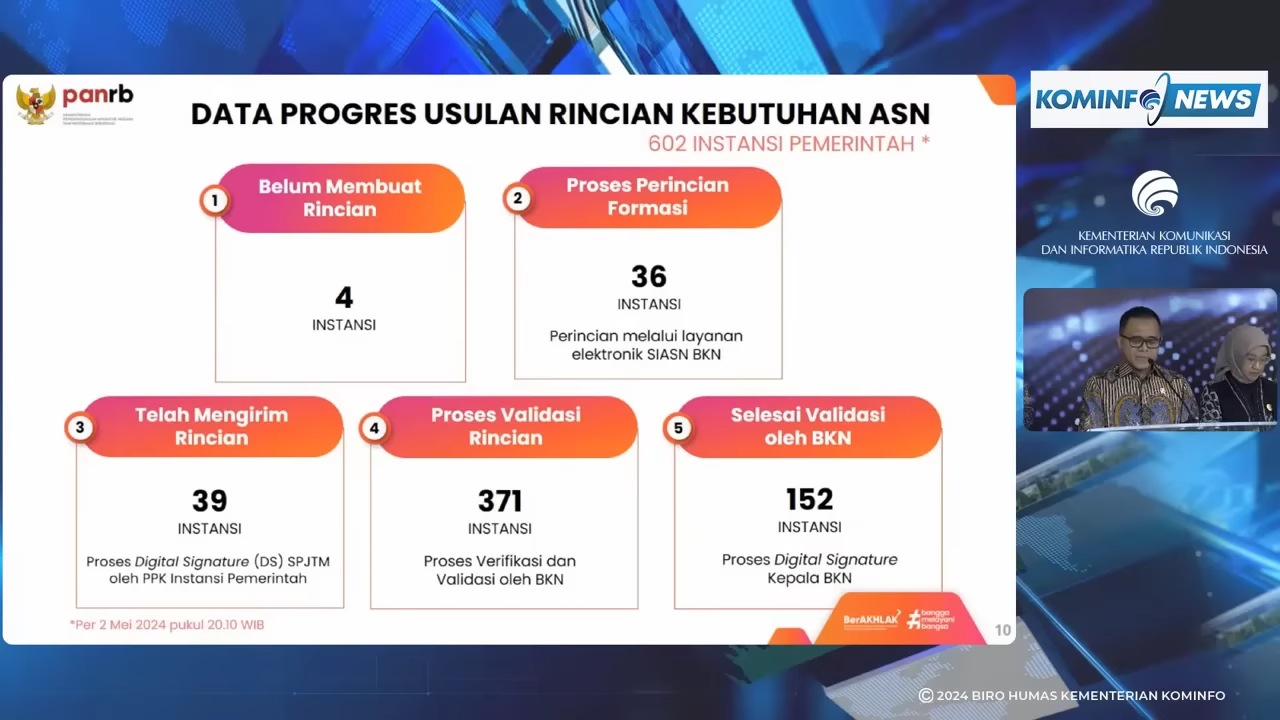 panrb
DATA PROGRES USULAN RINCIAN KEBUTUHAN ASN
602 INSTANSI PEMERINTAH *
1
Belum Membuat
Rincian
4
INSTANSI
2
Proses Perincian
Formasi
36
INSTANSI
Perincian melalui layanan
elektronik SIASN BKN
3
Telah Mengirim
Rincian
39
INSTANSI
Proses Digital Signature (DS) SPJTM
oleh PPK Instansi Pemerintah
4
Proses Validasi
Rincian
371
INSTANSI
Proses Verifikasi dan
Validasi oleh BKN
5
Selesai Validasi
oleh BKN
152
INSTANSI
Proses Digital Signature
Kepala BKN
*Per 2 Mei 2024 pukul 20.10 WIB
BerAKHLAK
#bangga
melayani
bangsa
10
KOMINFO NEWS
KEMENTERIAN KOMUNIKASI
DAN INFORMATIKA REPUBLIK INDONESIA
© 2024 BIRO HUMAS KEMENTERIAN KOMINFO